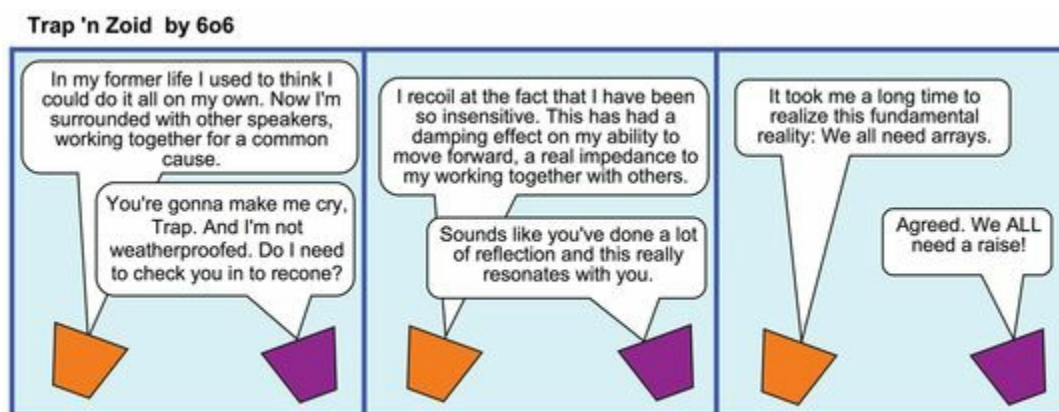 Trap 'n Zoid by 6o6
In my former life I used to think I
could do it all on my own. Now I'm
surrounded with other speakers,
working together for a common
cause.
You're gonna make me cry,
Trap. And I'm not
weatherproofed. Do I need
to check you in to recone?
I recoil at the fact that I have been
so insensitive. This has had a
damping effect on my ability to
move forward, a real impedance to
my working together with others.
Sounds like you've done a lot
of reflection and this really
resonates with you.
It took me a long time to
realize this fundamental
reality: We all need arrays.
Agreed. We ALL
need a raise!